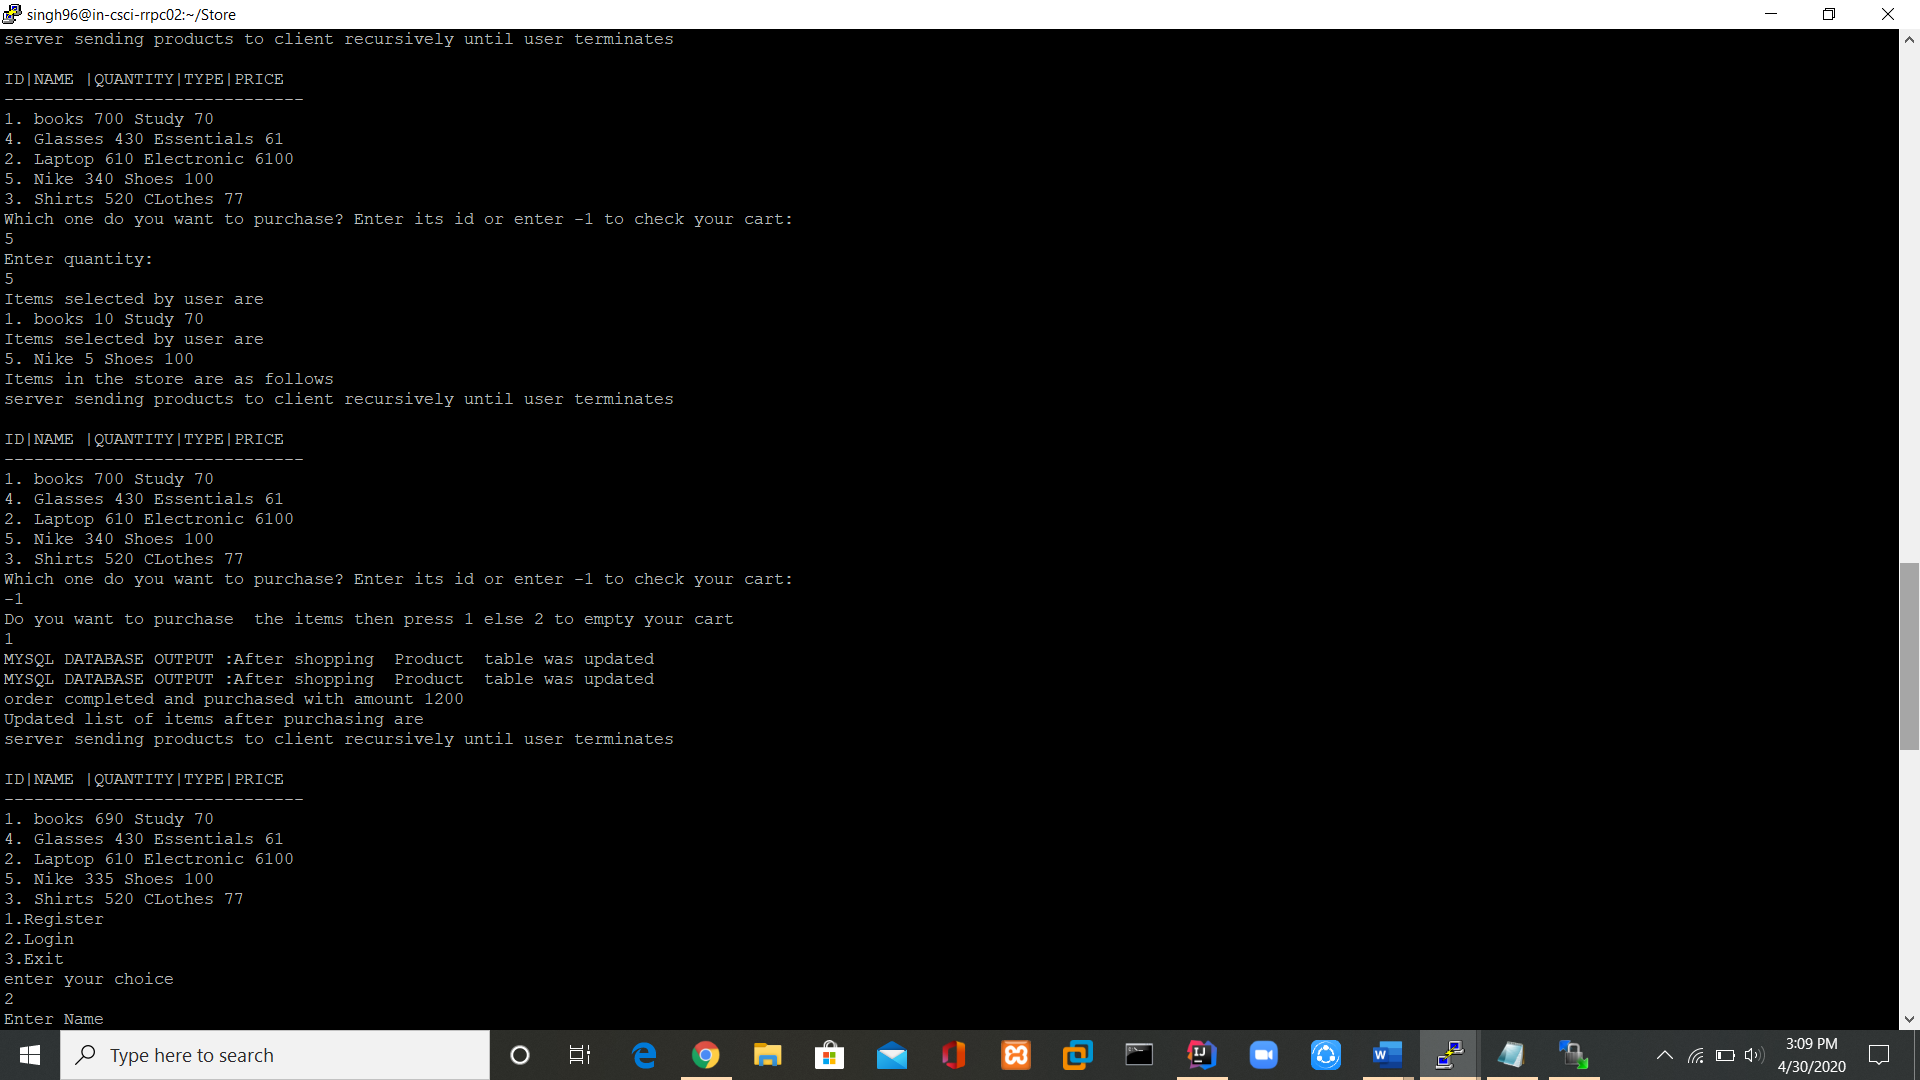 singh96@in-csci-rrpc02:~/Store
server sending products to client recursively until user terminates
ID|NAME |QUANTITY|TYPE|PRICE
------------------------------
1. books 700 Study 70
4. Glasses 430 Essentials 61
2. Laptop 610 Electronic 6100
5. Nike 340 Shoes 100
3. Shirts 520 CLothes 77
Which one do you want to purchase? Enter its id or enter -1 to check your cart:
5
Enter quantity:
5
Items selected by user are
1. books 10 Study 70
Items selected by user are
5. Nike 5 Shoes 100
Items in the store are as follows
server sending products to client recursively until user terminates
ID|NAME |QUANTITY|TYPE|PRICE
------------------------------
1. books 700 Study 70
4. Glasses 430 Essentials 61
2. Laptop 610 Electronic 6100
5. Nike 340 Shoes 100
3. Shirts 520 CLothes 77
Which one do you want to purchase? Enter its id or enter -1 to check your cart:
-1
Do you want to purchase  the items then press 1 else 2 to empty your cart
1
MYSQL DATABASE OUTPUT :After shopping  Product  table was updated
MYSQL DATABASE OUTPUT :After shopping  Product  table was updated
order completed and purchased with amount 1200
Updated list of items after purchasing are
server sending products to client recursively until user terminates
ID|NAME |QUANTITY|TYPE|PRICE
------------------------------
1. books 690 Study 70
4. Glasses 430 Essentials 61
2. Laptop 610 Electronic 6100
5. Nike 335 Shoes 100
3. Shirts 520 CLothes 77
1.Register
2.Login
3.Exit
enter your choice
2
Enter Name
Type here to search
3:09 PM
4/30/2020